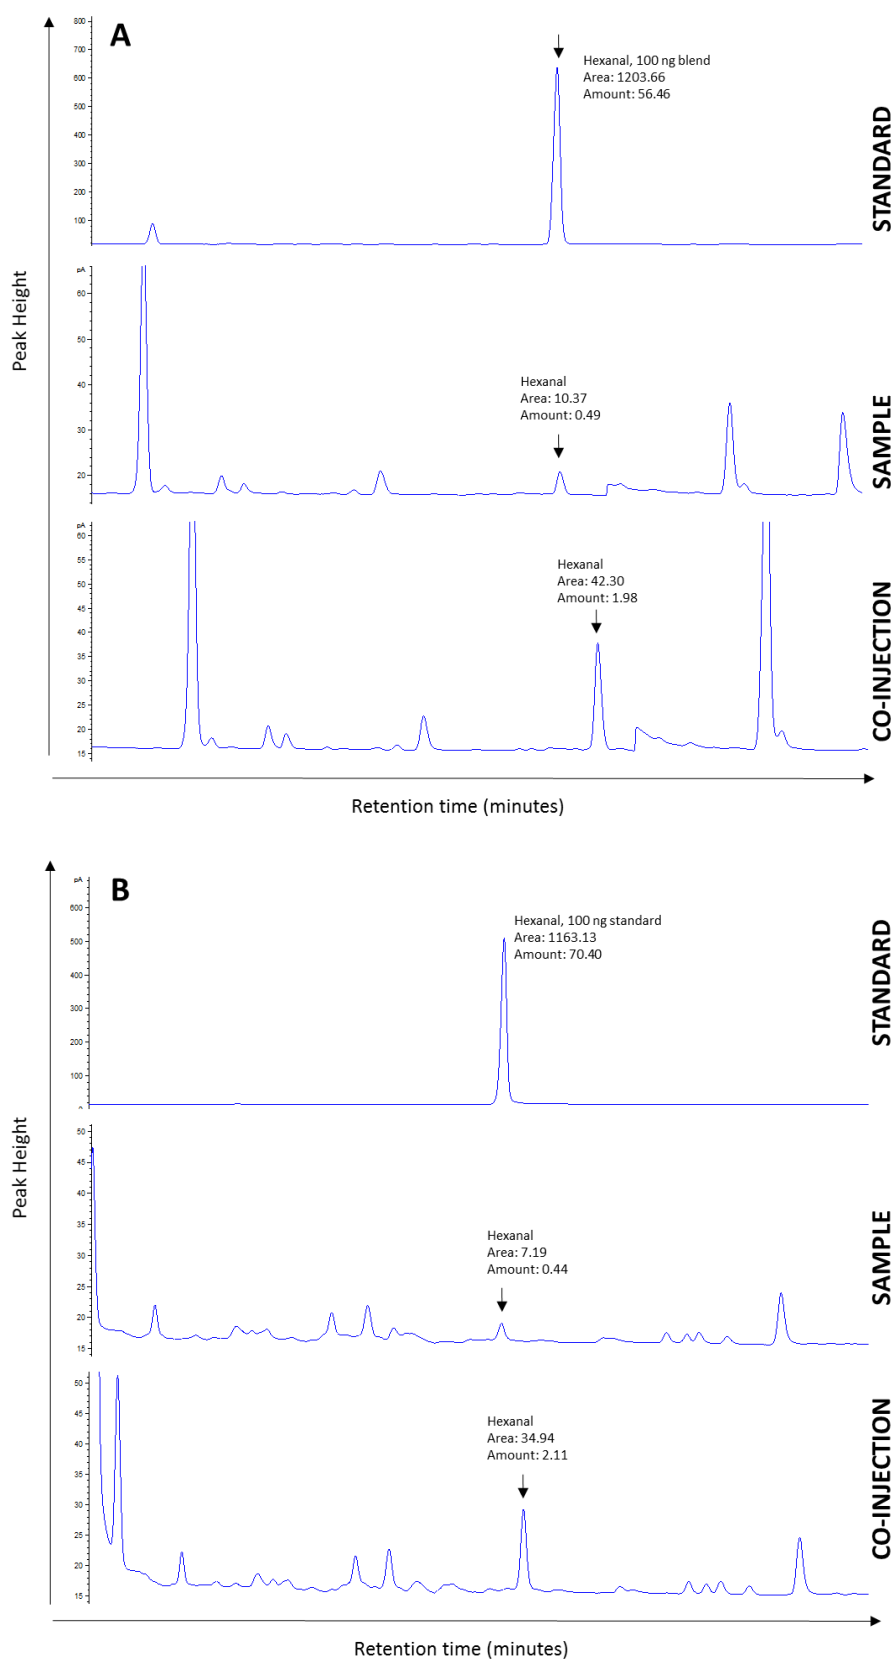 A
800
700
600
500
400
300
200
100
Hexanal, 100 ng blend
Area: 1203.66
Amount: 56.46
STANDARD
pA
60
50
40
30
20
Hexanal
Area: 10.37
Amount: 0.49
SAMPLE
pA
60
55
50
45
40
35
30
25
20
15
Hexanal
Area: 42.30
Amount: 1.98
CO-INJECTION
Peak Height
Retention time (minutes)
B
pA
600
500
400
300
200
100
0
Hexanal, 100 ng standard
Area: 1163.13
Amount: 70.40
STANDARD
50
45
40
35
30
25
20
15
Hexanal
Area: 7.19
Amount: 0.44
SAMPLE
50
45
40
35
30
25
20
15
Hexanal
Area: 34.94
Amount: 2.11
CO-INJECTION
Peak Height
Retention time (minutes)